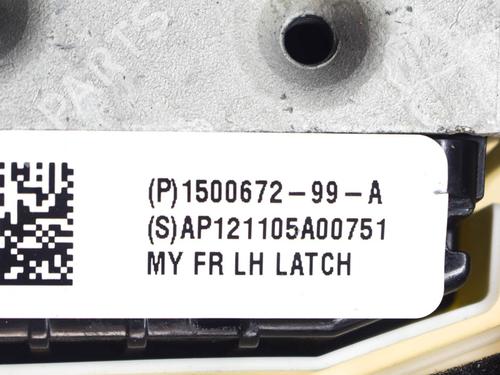 (P)1500672-99-A
(S)AP121105A00751
MY FR LH LATCH